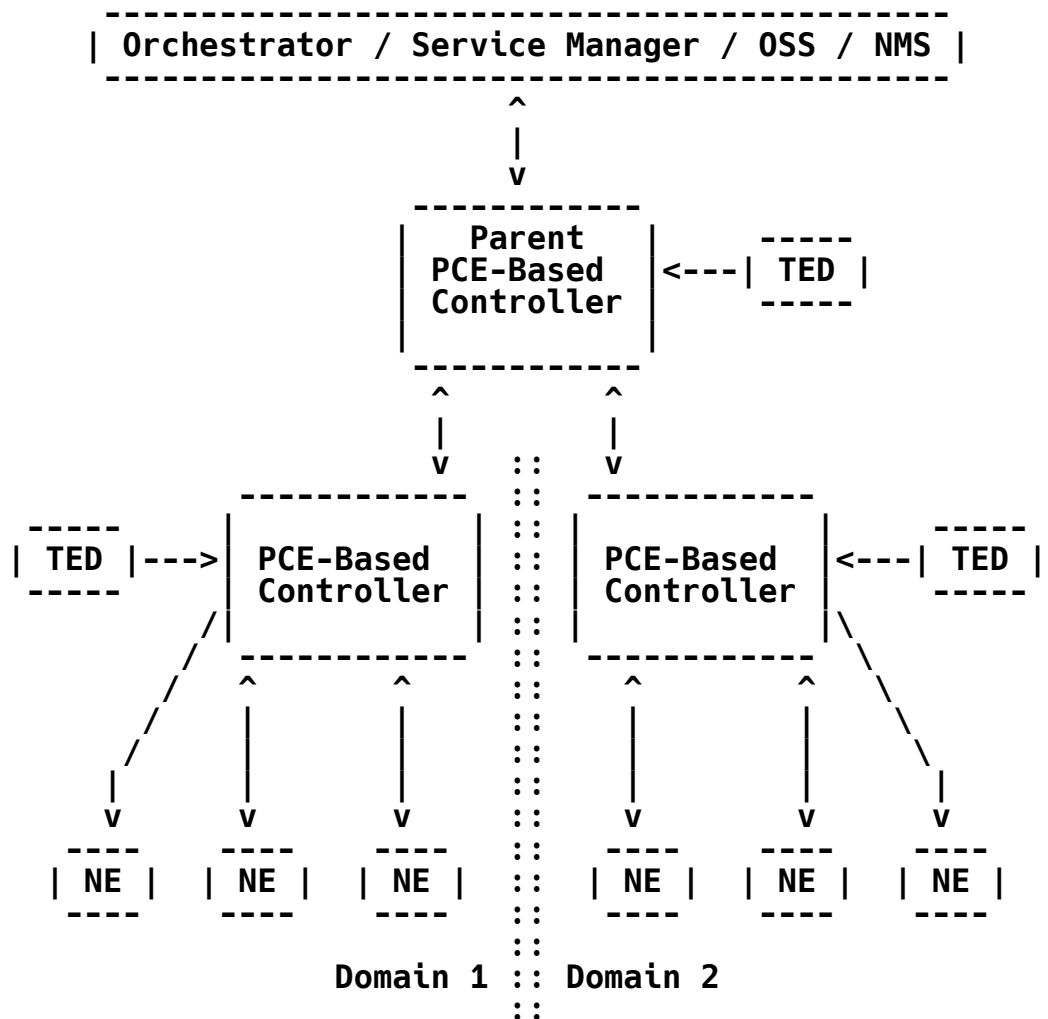 Orchestrator / Service Manager / OSS / NMS
Parent
PCE-Based
Controller
TED
TED
PCE-Based
Controller
PCE-Based
Controller
TED
NE NE NE NE NE NE
Domain 1 :: Domain 2